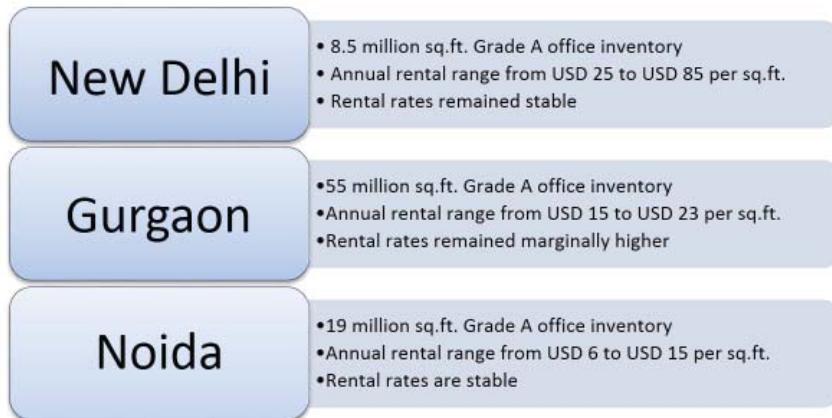 New Delhi
• 8.5 million sq.ft. Grade A office inventory
• Annual rental range from USD 25 to USD 85 per sq.ft.
• Rental rates remained stable
Gurgaon
•55 million sq.ft. Grade A office inventory
•Annual rental range from USD 15 to USD 23 per sq.ft.
•Rental rates remained marginally higher
Noida
•19 million sq.ft. Grade A office inventory
•Annual rental range from USD 6 to USD 15 per sq.ft.
•Rental rates are stable